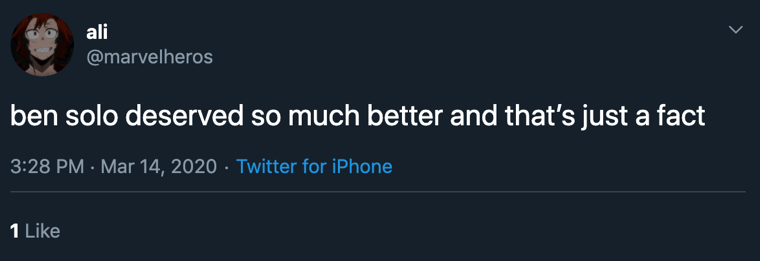 ali
@marvelheros
ben solo deserved so much better and that’s just a fact
3:28 PM · Mar 14, 2020 · Twitter for iPhone
1 Like